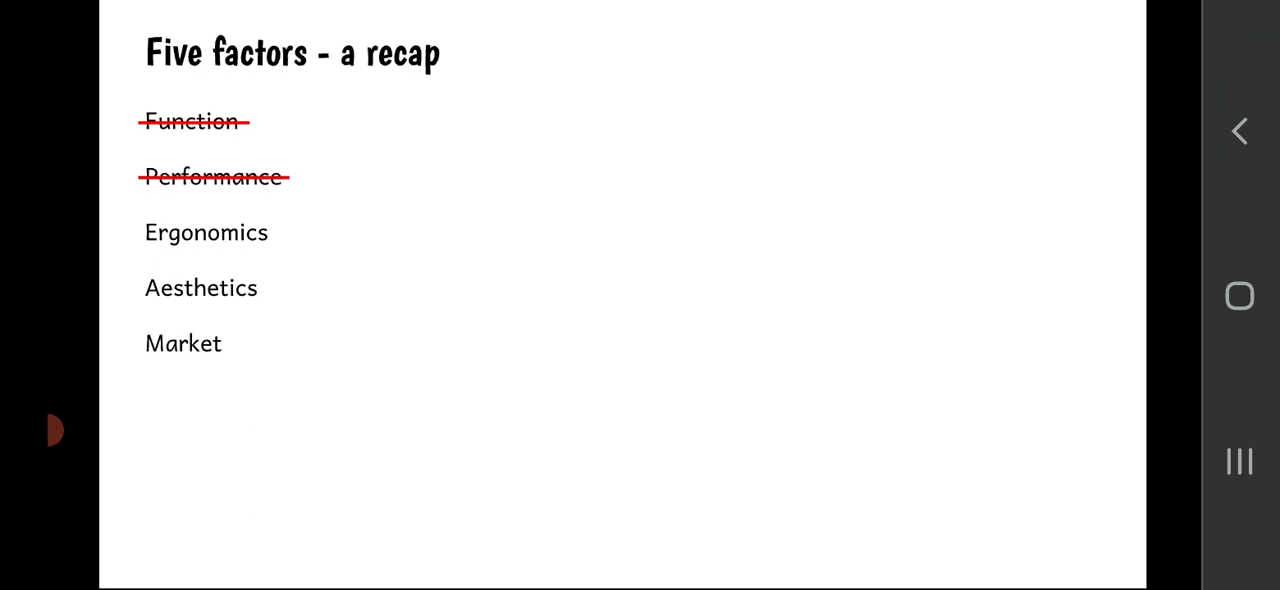 Five factors - a recap
Function
Performance
Ergonomics
Aesthetics
Market